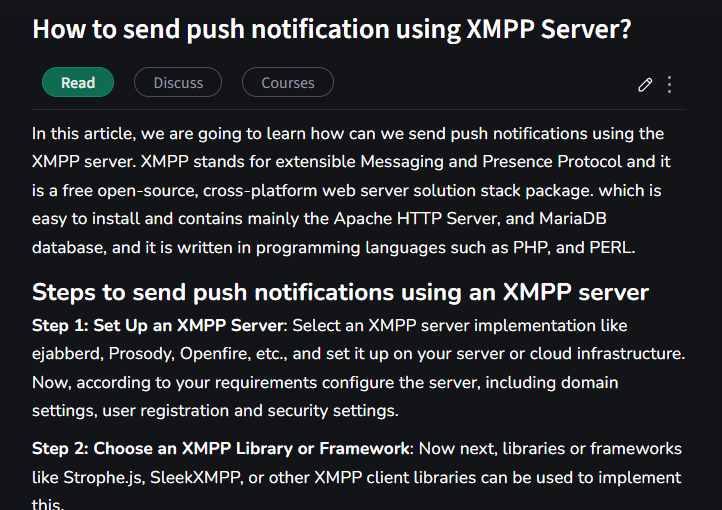 How to send push notification using XMPP Server?
Read
Discuss
Courses
In this article, we are going to learn how can we send push notifications using the
XMPP server. XMPP stands for extensible Messaging and Presence Protocol and it
is a free open-source, cross-platform web server solution stack package. which is
easy to install and contains mainly the Apache HTTP Server, and MariaDB
database, and it is written in programming languages such as PHP, and PERL.
Steps to send push notifications using an XMPP server
Step 1: Set Up an XMPP Server: Select an XMPP server implementation like
ejabberd, Prosody, Openfire, etc., and set it up on your server or cloud infrastructure.
Now, according to your requirements configure the server, including domain
settings, user registration and security settings.
Step 2: Choose an XMPP Library or Framework: Now next, libraries or frameworks
like Strophe.js, SleekXMPP, or other XMPP client libraries can be used to implement
this.